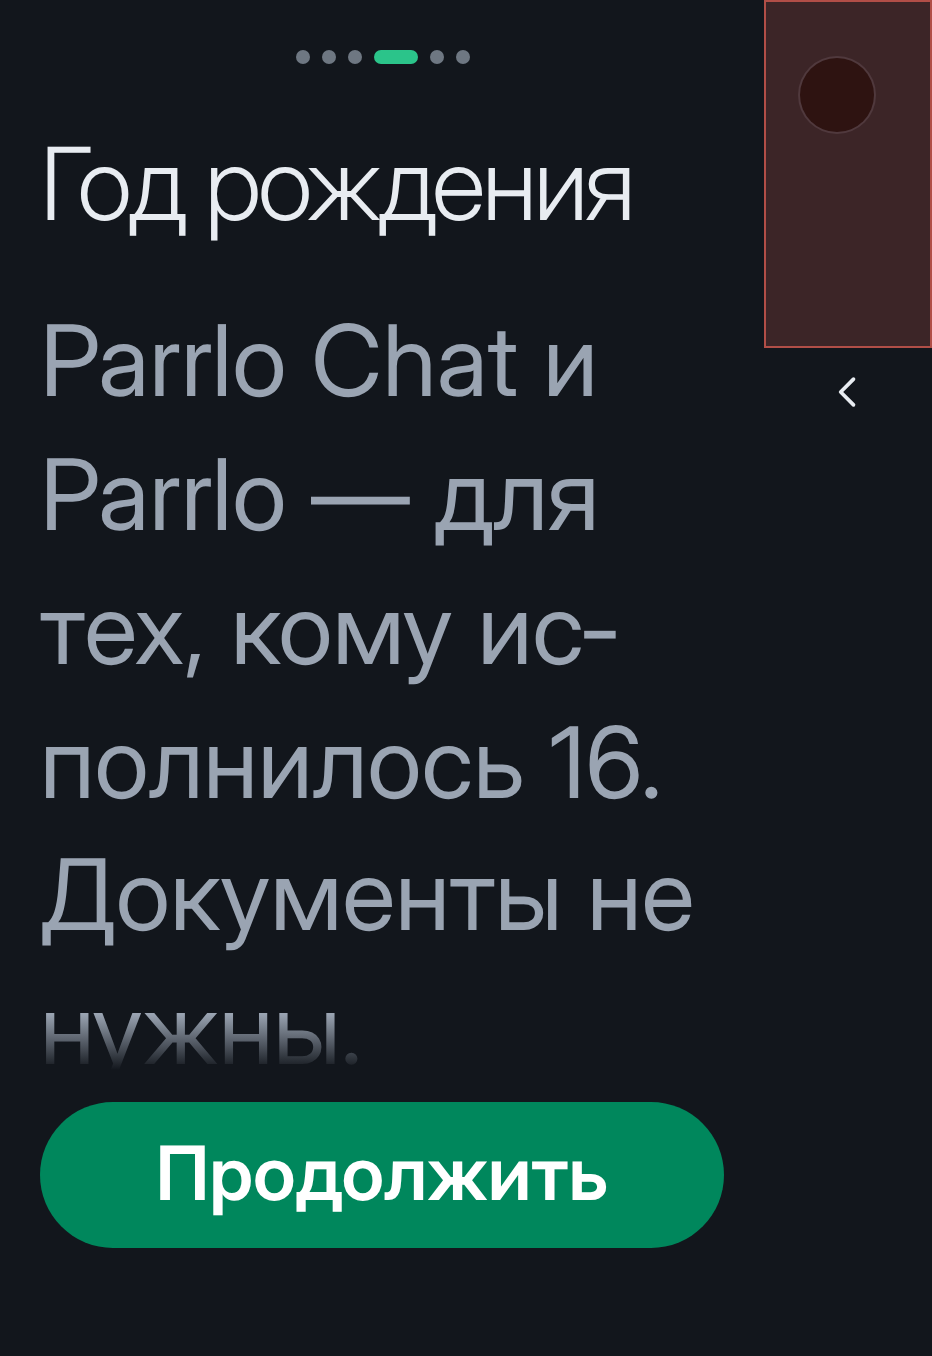 Год рождения
Parrlo Chat и
Parrlo — для
тех, кому ис-
полнилось 16.
Документы не
нужны.
Продолжить